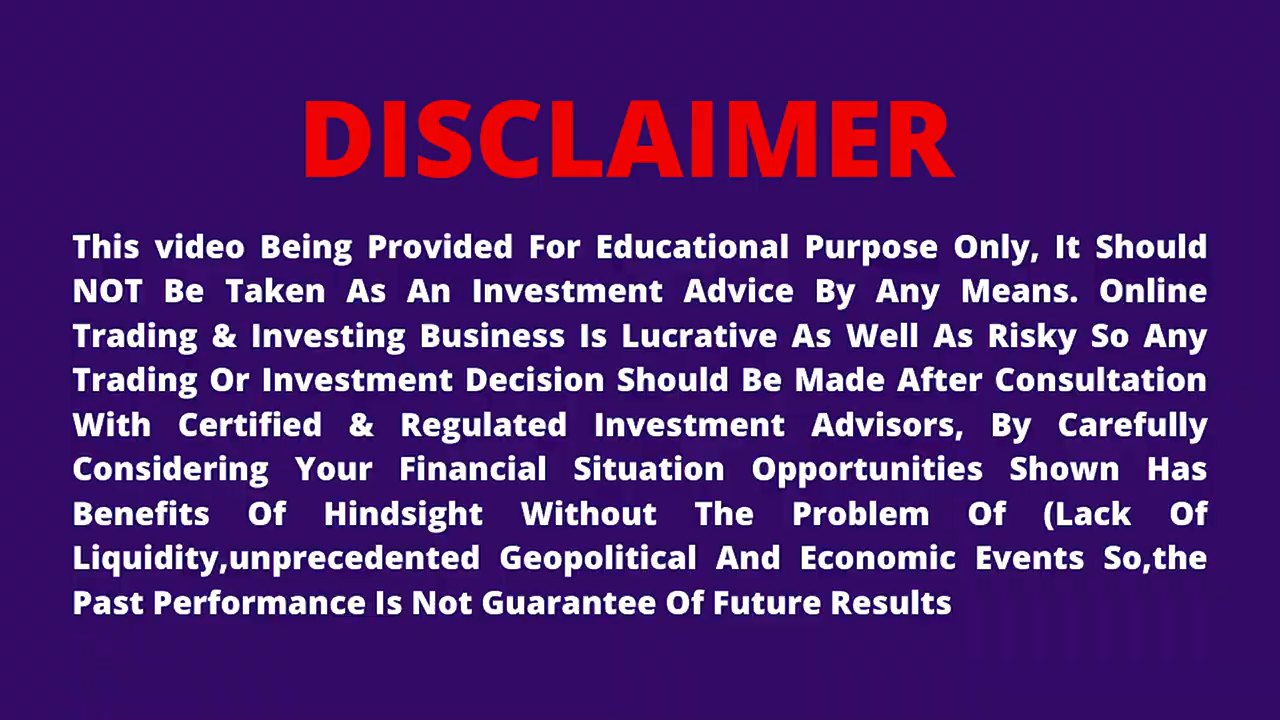 DISCLAIMER
This video Being Provided For Educational Purpose Only, It Should
NOT Be Taken As An Investment Advice By Any Means. Online
Trading & Investing Business Is Lucrative As Well As Risky So Any
Trading Or Investment Decision Should Be Made After Consultation
With Certified & Regulated Investment Advisors, By Carefully
Considering Your Financial Situation Opportunities Shown Has
Benefits Of Hindsight Without The Problem Of (Lack Of
Liquidity,unprecedented Geopolitical And Economic Events So,the
Past Performance Is Not Guarantee Of Future Results